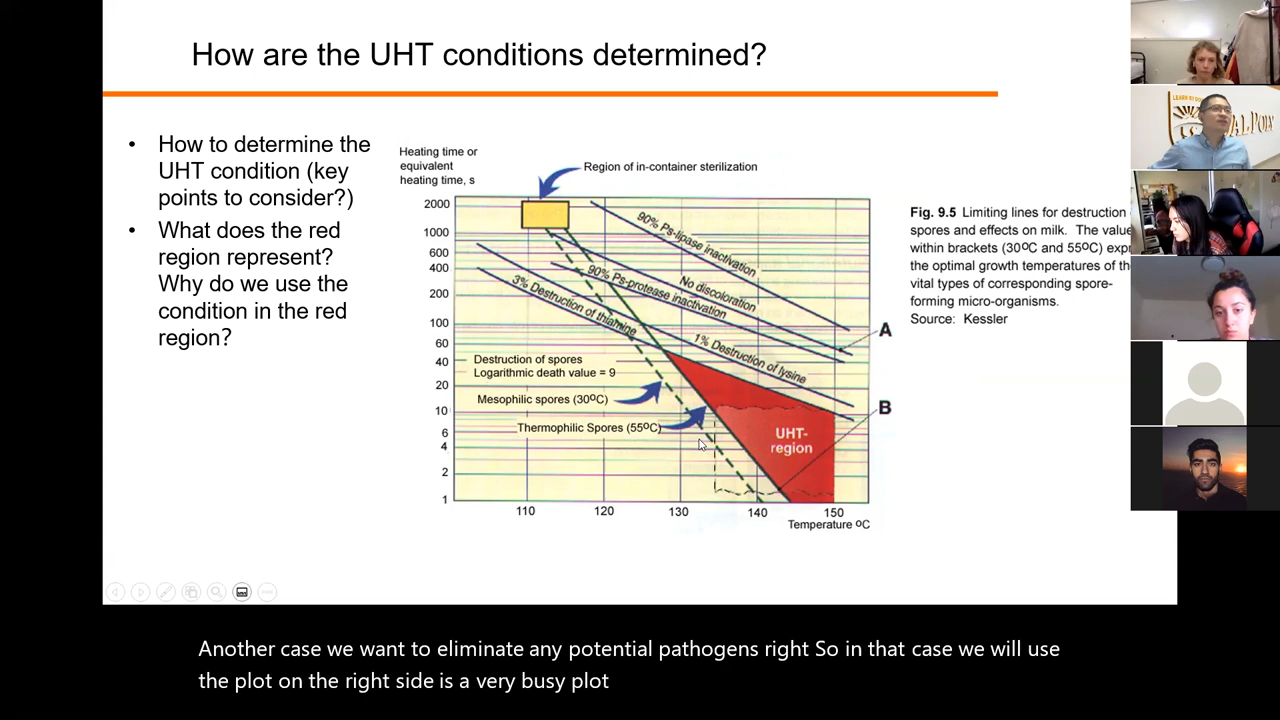 How are the UHT conditions determined?
• How to determine the
UHT condition (key
points to consider?)
• What does the red
region represent?
Why do we use the
condition in the red
region?
Heating time or
equivalent
heating time, s
Region of in-container sterilization
2000
1000
600
400
200
100
60
40
20
10
6
4
2
1
90% Ps-lipase inactivation
No discoloration
90% Ps-protease inactivation
3% Destruction of thiamine
1% Destruction of lysine
A
Destruction of spores
Logarithmic death value = 9
Mesophilic spores (30ºC)
Thermophilic Spores (55ºC)
B
UHT-
region
110 120 130 140 150
Temperature ºC
Fig. 9.5 Limiting lines for destruction
spores and effects on milk. The value
within brackets (30ºC and 55ºC)
the optimal growth temperatures of
vital types of corresponding spore-
forming micro-organisms.
Source: Kessler
LEARN BY
CAL POLY
Another case we want to eliminate any potential pathogens right So in that case we will use
the plot on the right side is a very busy plot